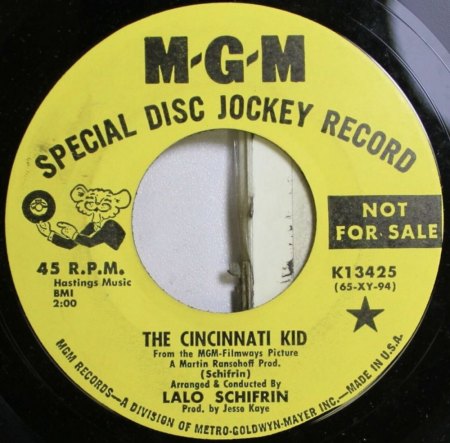 M-G-M
SPECIAL DISC JOCKEY RECORD
NOT
FOR SALE
45 R.P.M.
Hastings Music
BMI
2:00
K13425
(65-XY-94)
THE CINCINNATI KID
From the MGM-Filmways Picture
A Martin Ransohoff Prod.
(Schifrin)
Arranged & Conducted By
LALO SCHIFRIN
Prod. by Jesse Kaye
MGM RECORDS—A DIVISION OF METRO-GOLDWYN-MAYER INC.—MADE IN U.S.A.